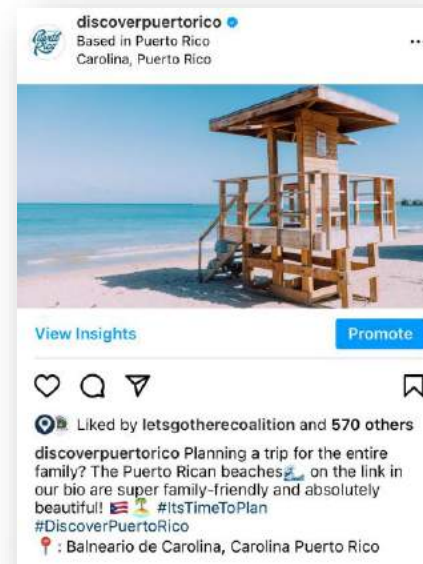 discoverpuertorico
Based in Puerto Rico
Carolina, Puerto Rico
Puerto
Rico
View Insights
Promote
Liked by letsgotherecoalition and 570 others
discoverpuertorico Planning a trip for the entire
family? The Puerto Rican beaches🌊 on the link in
our bio are super family-friendly and absolutely
beautiful! 🇵🇷 🏝️ #ItsTimeToPlan
#DiscoverPuertoRico
📍 : Balneario de Carolina, Carolina Puerto Rico